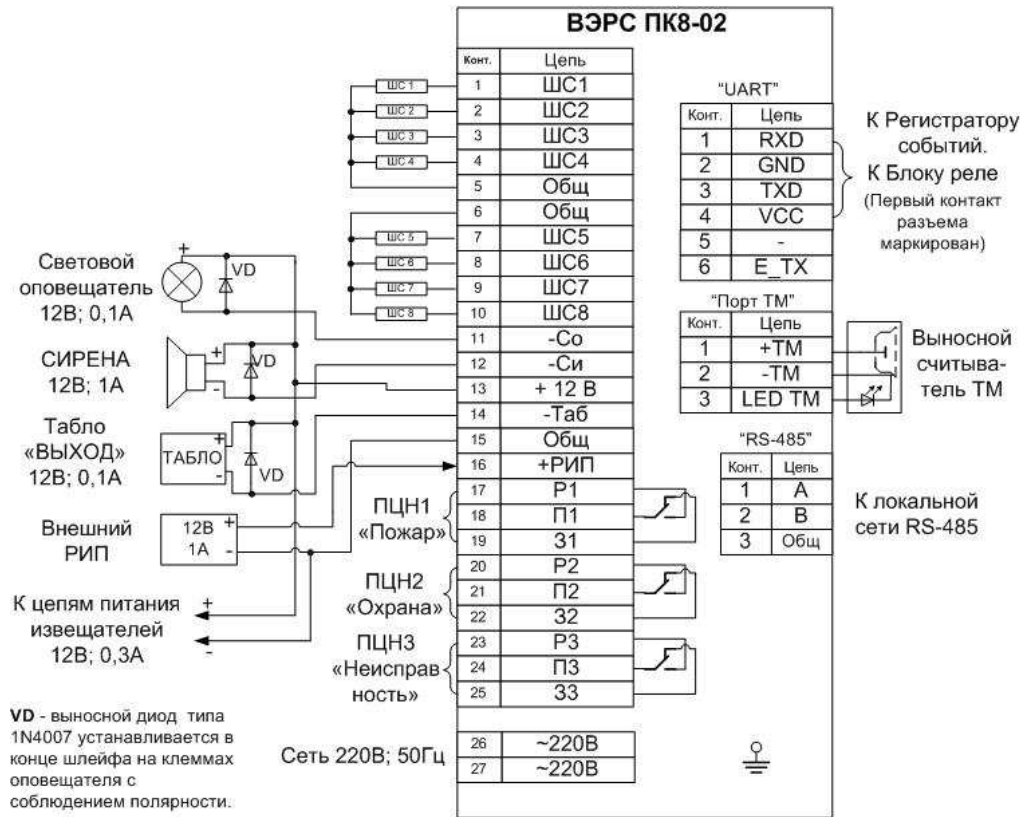 ВЭРС ПК8-02
Конт. Цепь
1 ШС1
2 ШС2
3 ШС3
4 ШС4
5 Общ
6 Общ
7 ШС5
8 ШС6
9 ШС7
10 ШС8
11 -Со
12 -Си
13 + 12 В
14 -Таб
15 Общ
16 +РИП
17 Р1
18 П1
19 З1
20 Р2
21 П2
22 З2
23 Р3
24 П3
25 З3
26 ~220В
27 ~220В
ШС 1
ШС 2
ШС 3
ШС 4
ШС 5
ШС 6
ШС 7
ШС 8
Световой
оповещатель
12В; 0,1А
+
VD
СИРЕНА
12В; 1А
+
-
VD
Табло
«ВЫХОД»
12В; 0,1А
ТАБЛО
+
-
VD
Внешний
РИП
12В +
1А -
К цепям питания
извещателей
12В; 0,3А
+
-
ПЦН1
«Пожар»
ПЦН2
«Охрана»
ПЦН3
«Неисправ
ность»
Сеть 220В; 50Гц
VD - выносной диод типа
1N4007 устанавливается в
конце шлейфа на клеммах
оповещателя с
соблюдением полярности.
"UART"
Конт. Цепь
1 RXD
2 GND
3 TXD
4 VCC
5 -
6 E_TX
К Регистратору
событий.
К Блоку реле
(Первый контакт
разъема
маркирован)
"Порт ТМ"
Конт. Цепь
1 +ТМ
2 -ТМ
3 LED ТМ
Выносной
считыва-
тель ТМ
"RS-485"
Конт. Цепь
1 А
2 В
3 Общ
К локальной
сети RS-485